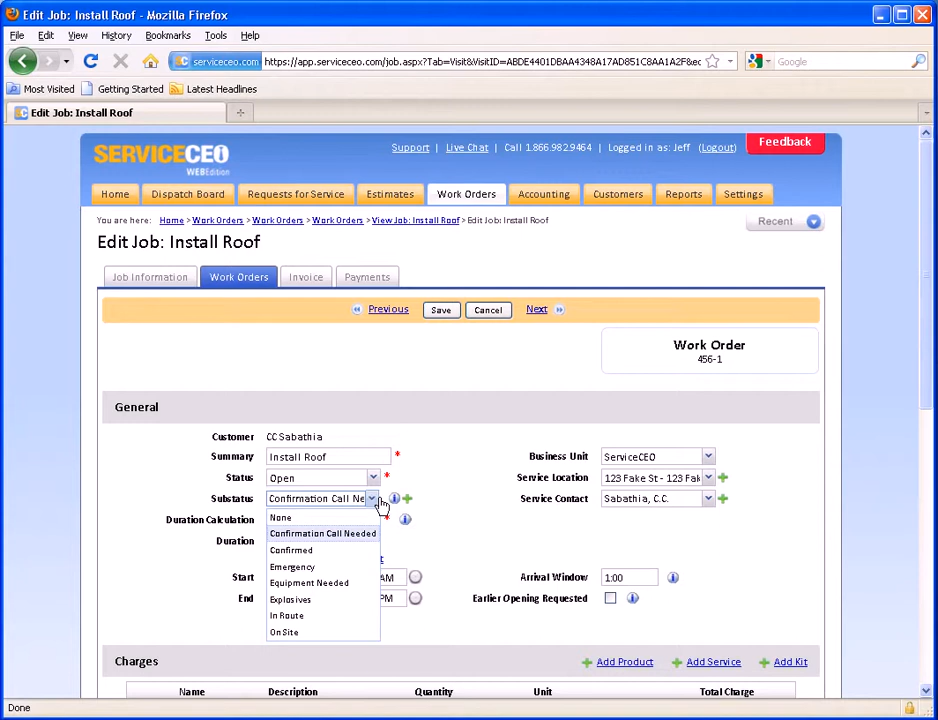 Edit Job: Install Roof - Mozilla Firefox
File Edit View History Bookmarks Tools Help
serviceceo.com https://app.serviceceo.com/job.aspx?Tab=Visit&VisitID=ABDE4401DBAA4348A17AD851C8AA1A2F&ec Google
Most Visited Getting Started Latest Headlines
Edit Job: Install Roof
SERVICECEO
WEBEdition
Support | Live Chat | Call 1.866.982.9464 | Logged in as: Jeff (Logout)
Feedback
Home Dispatch Board Requests for Service Estimates Work Orders Accounting Customers Reports Settings
You are here: Home > Work Orders > Work Orders > Work Orders > View Job: Install Roof > Edit Job: Install Roof
Recent
Edit Job: Install Roof
Job Information Work Orders Invoice Payments
Previous Save Cancel Next
Work Order
456-1
General
Customer CC Sabathia
Summary Install Roof * Business Unit ServiceCEO
Status Open * Service Location 123 Fake St - 123 Fak
Substatus Confirmation Call Ne Service Contact Sabathia, C.C.
None
Duration Calculation *
Confirmation Call Needed
Duration
Confirmed
Emergency
Start AM Arrival Window 1:00
Equipment Needed
End PM Earlier Opening Requested
Explosives
In Route
On Site
Charges Add Product Add Service Add Kit
Name Description Quantity Unit Total Charge
Done